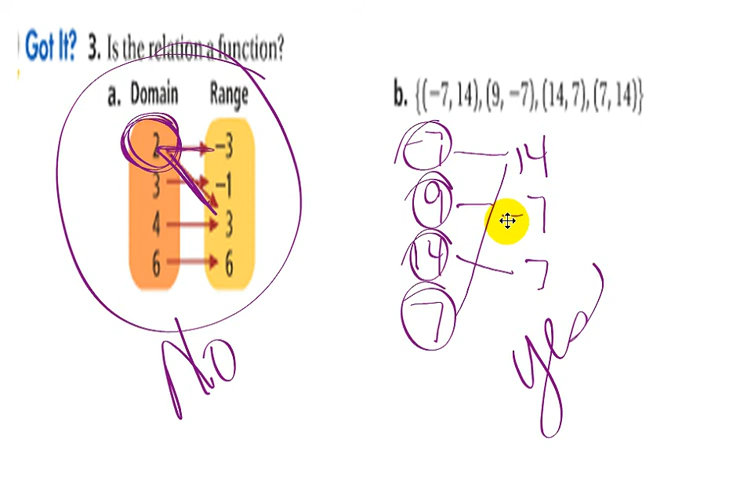 Got It? 3. Is the relation a function?
a. Domain Range
2 -3
3 -1
4 3
6 6
No
b. {(−7, 14), (9, −7), (14, 7), (7, 14)}
-7 14
9 -7
14 7
7
yes